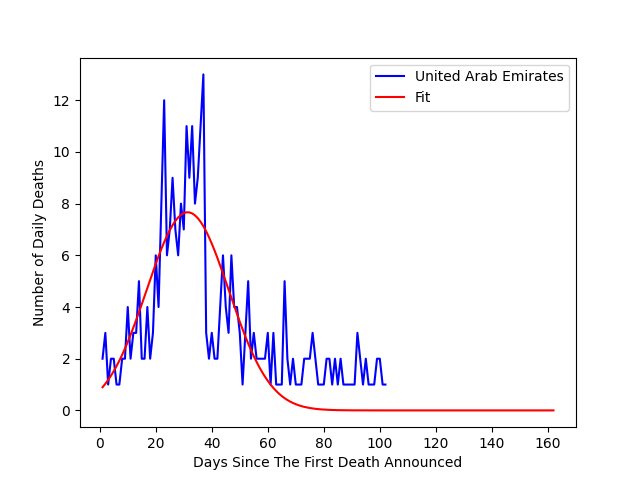 United Arab Emirates
Fit
Number of Daily Deaths
12
10
8
6
4
2
0
0 20 40 60 80 100 120 140 160
Days Since The First Death Announced